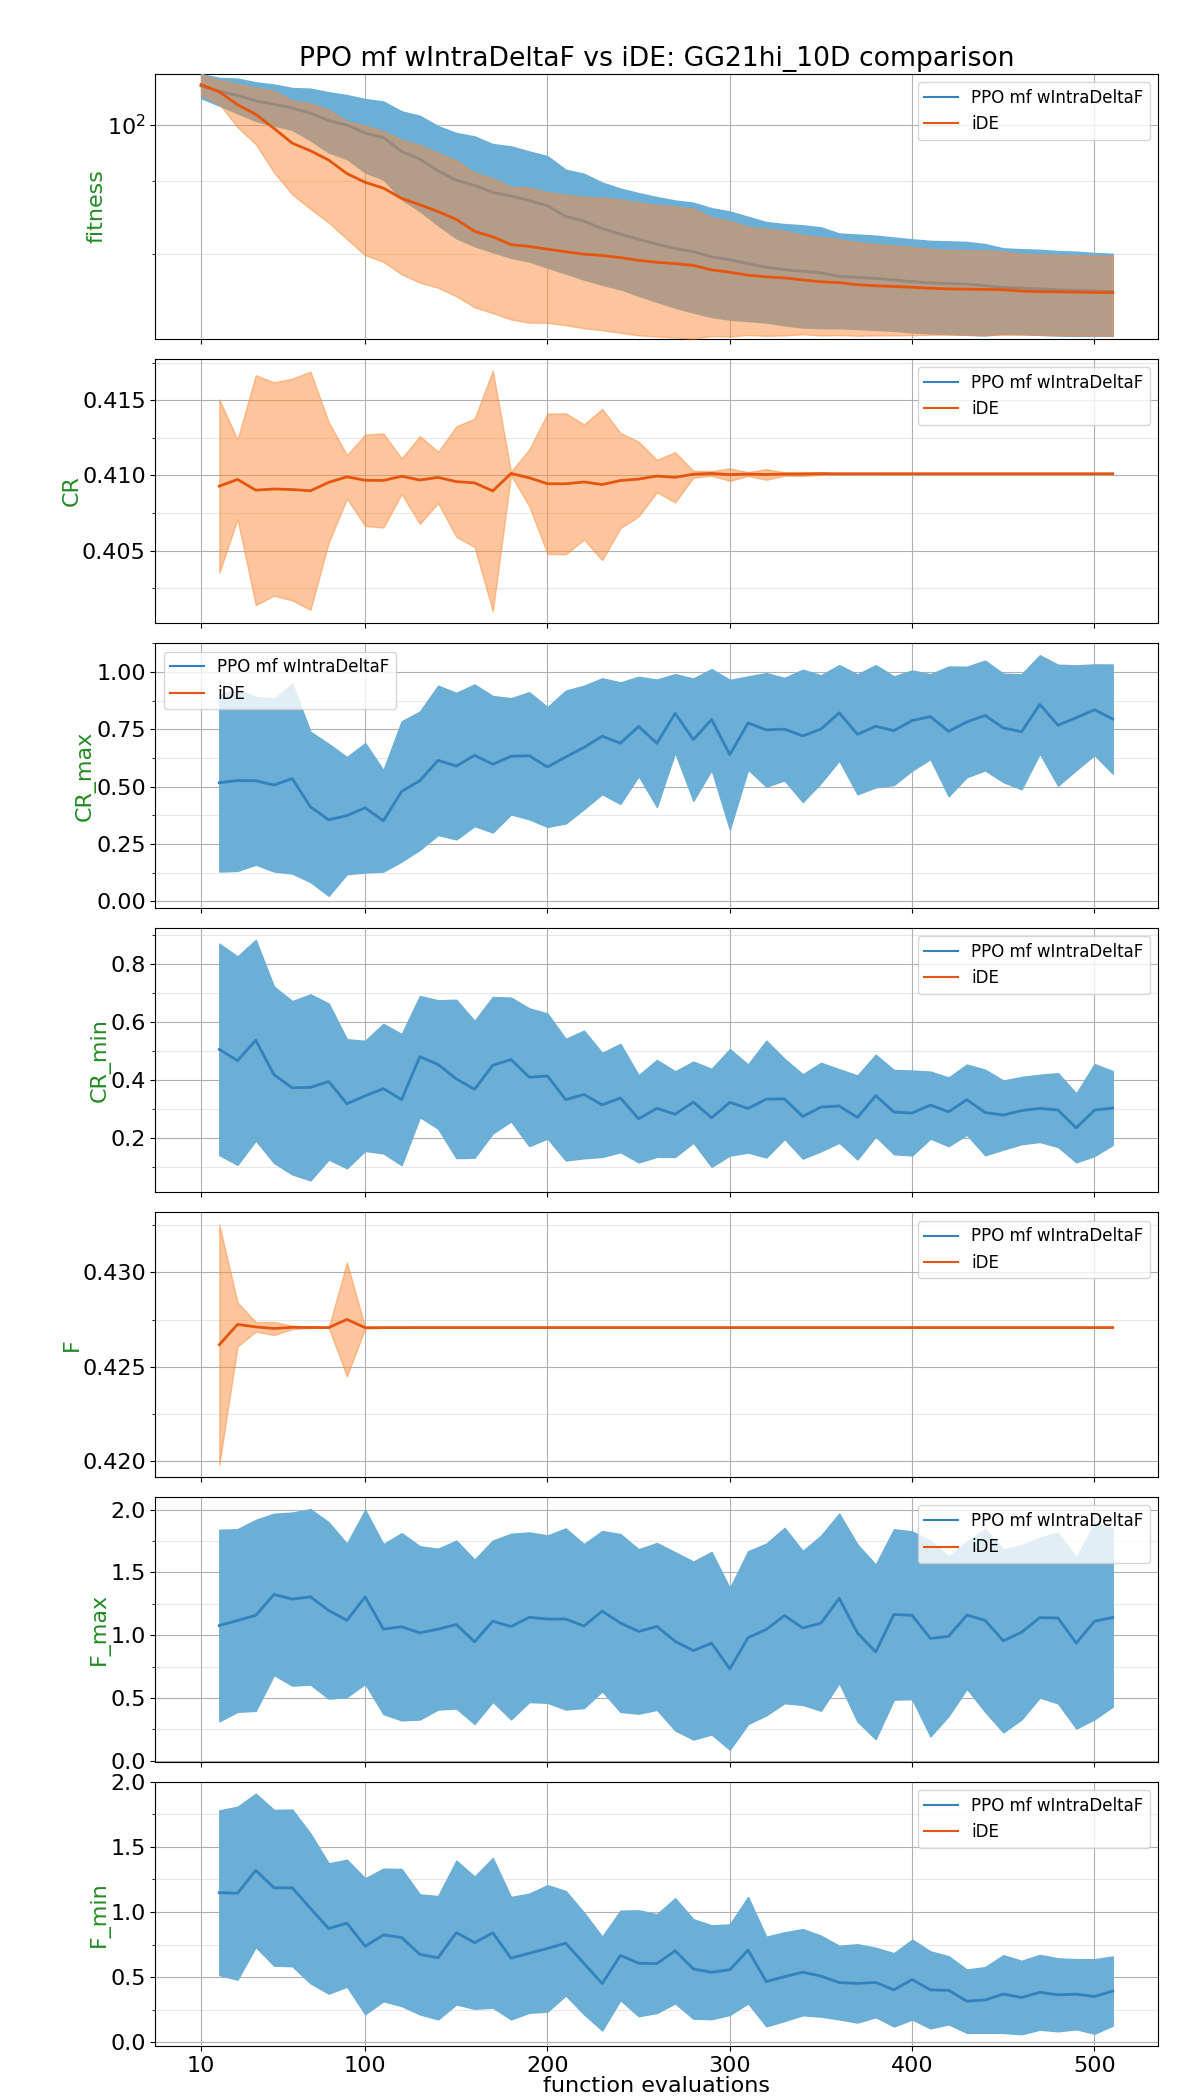 PPO mf wIntraDeltaF vs iDE: GG21hi_10D comparison
10²
fitness
PPO mf wIntraDeltaF
iDE
0.415
0.410
0.405
CR
PPO mf wIntraDeltaF
iDE
1.00
0.75
0.50
0.25
0.00
CR_max
PPO mf wIntraDeltaF
iDE
0.8
0.6
0.4
0.2
CR_min
PPO mf wIntraDeltaF
iDE
0.430
0.425
0.420
F
PPO mf wIntraDeltaF
iDE
2.0
1.5
1.0
0.5
0.0
F_max
PPO mf wIntraDeltaF
iDE
2.0
1.5
1.0
0.5
0.0
F_min
PPO mf wIntraDeltaF
iDE
10 100 200 300 400 500
function evaluations